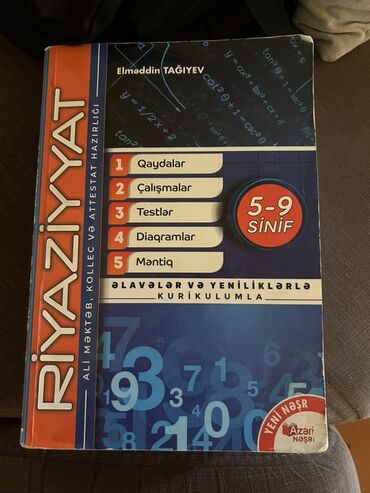 Elməddin TAĞIYEV
RİYAZİYYAT
ALİ MƏKTƏB, KOLLEC VƏ ATTESTAT HAZIRLIĞI
1 Qaydalar
2 Çalışmalar
3 Testlər
4 Diaqramlar
5 Məntiq
5-9
SİNİF
ƏLAVƏLƏR VƏ YENİLİKLƏRLƏ
KURİKULUMLA
YENİ NƏŞR
Azəri
NƏŞR